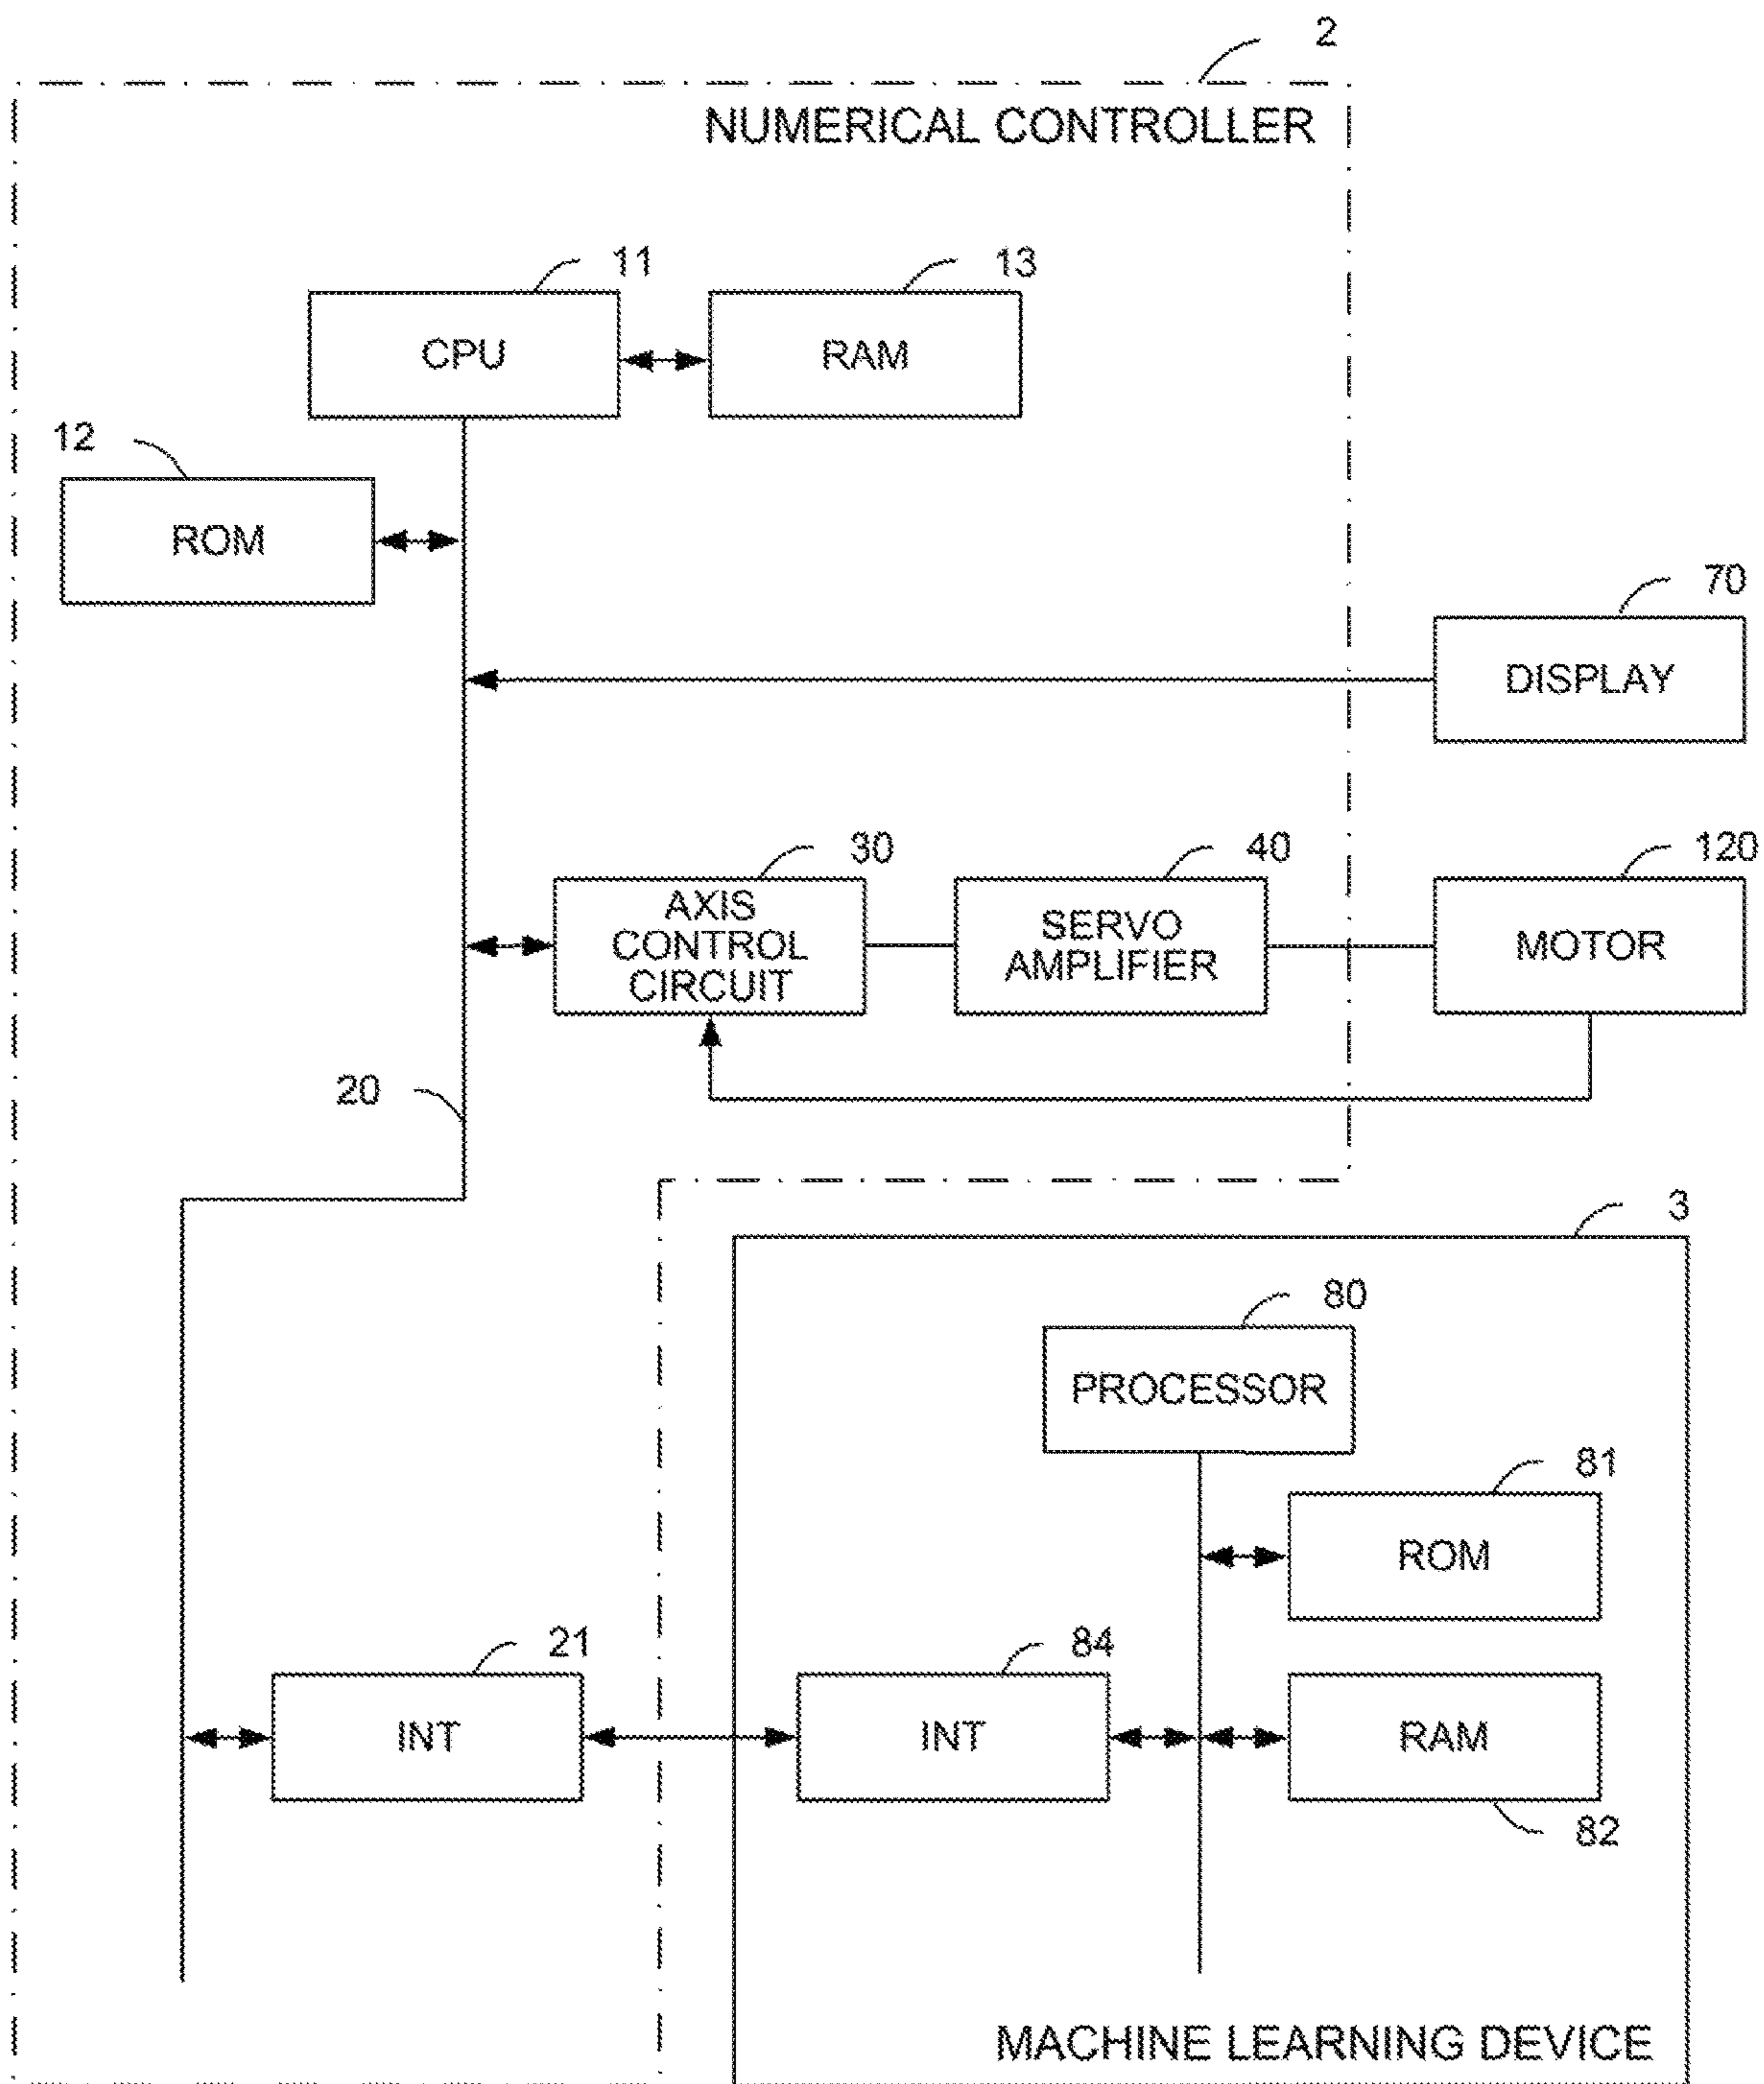 2
NUMERICAL CONTROLLER
11
13
CPU
RAM
12
ROM
70
DISPLAY
30
40
120
AXIS
CONTROL
CIRCUIT
SERVO
AMPLIFIER
MOTOR
20
3
80
PROCESSOR
81
ROM
21
84
INT
INT
RAM
82
MACHINE LEARNING DEVICE